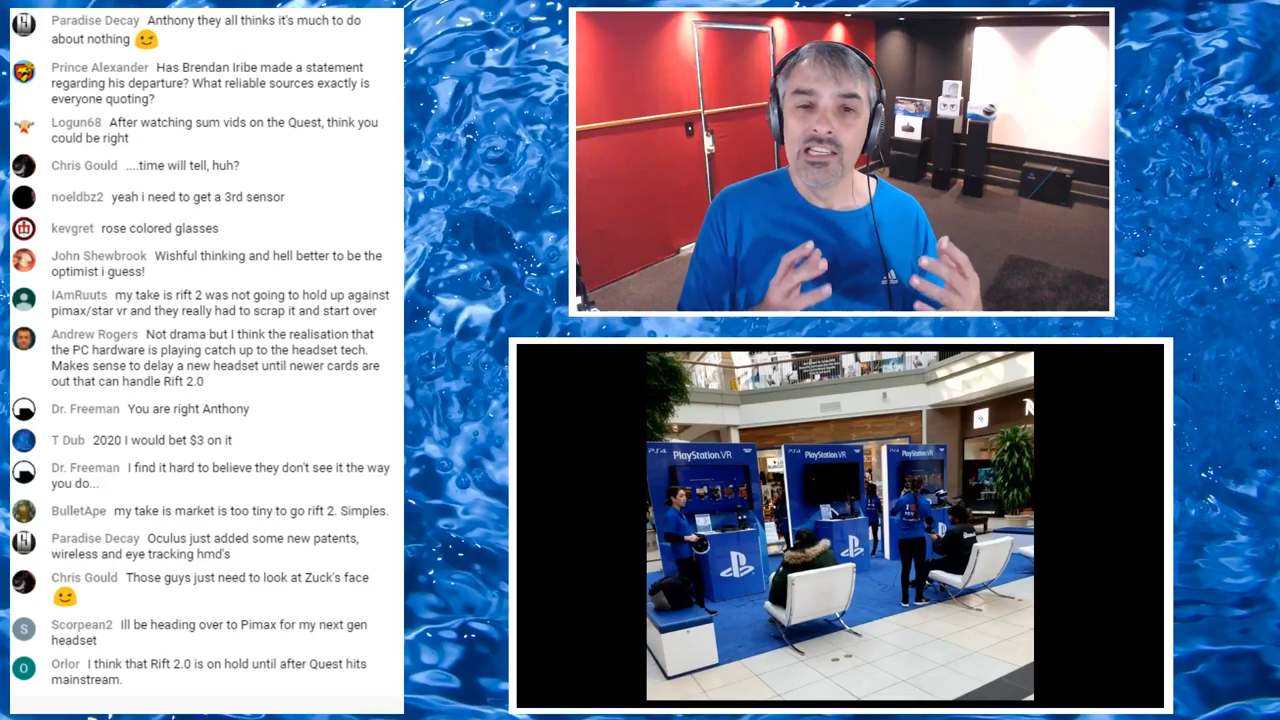 Paradise Decay Anthony they all thinks it's much to do
about nothing
Prince Alexander Has Brendan Iribe made a statement
regarding his departure? What reliable sources exactly is
everyone quoting?
Logun68 After watching sum vids on the Quest, think you
could be right
Chris Gould ....time will tell, huh?
noeldbz2 yeah i need to get a 3rd sensor
kevgret rose colored glasses
John Shewbrook Wishful thinking and hell better to be the
optimist i guess!
IAmRuuts my take is rift 2 was not going to hold up against
pimax/star vr and they really had to scrap it and start over
Andrew Rogers Not drama but I think the realisation that
the PC hardware is playing catch up to the headset tech.
Makes sense to delay a new headset until newer cards are
out that can handle Rift 2.0
Dr. Freeman You are right Anthony
T Dub 2020 I would bet $3 on it
Dr. Freeman I find it hard to believe they don't see it the way
you do...
BulletApe my take is market is too tiny to go rift 2. Simples.
Paradise Decay Oculus just added some new patents,
wireless and eye tracking hmd's
Chris Gould Those guys just need to look at Zuck's face
S
Scorpean2 Ill be heading over to Pimax for my next gen
headset
O
Orlor I think that Rift 2.0 is on hold until after Quest hits
mainstream.
adidas
PS4
PlayStation VR
PS4
PlayStation VR
PS4
PlayStation VR